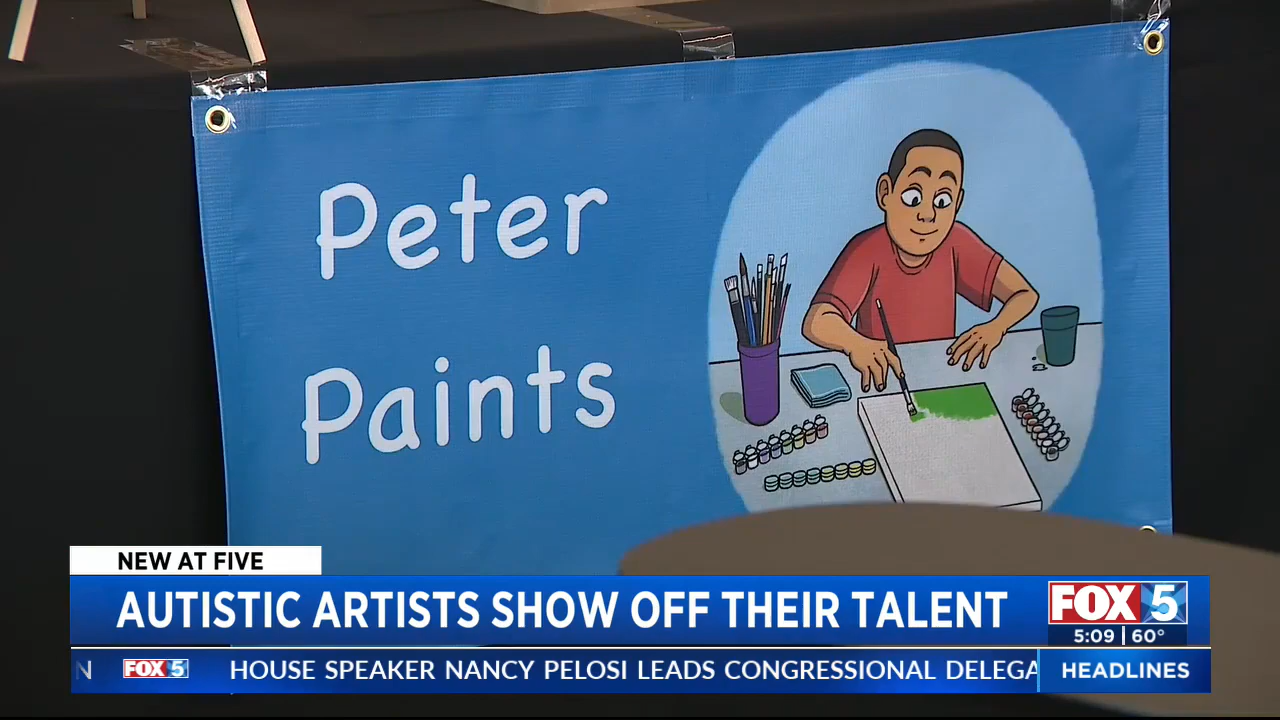 Peter
Paints
NEW AT FIVE
AUTISTIC ARTISTS SHOW OFF THEIR TALENT
FOX 5
5:09 | 60°
N FOX 5 HOUSE SPEAKER NANCY PELOSI LEADS CONGRESSIONAL DELEGA
HEADLINES